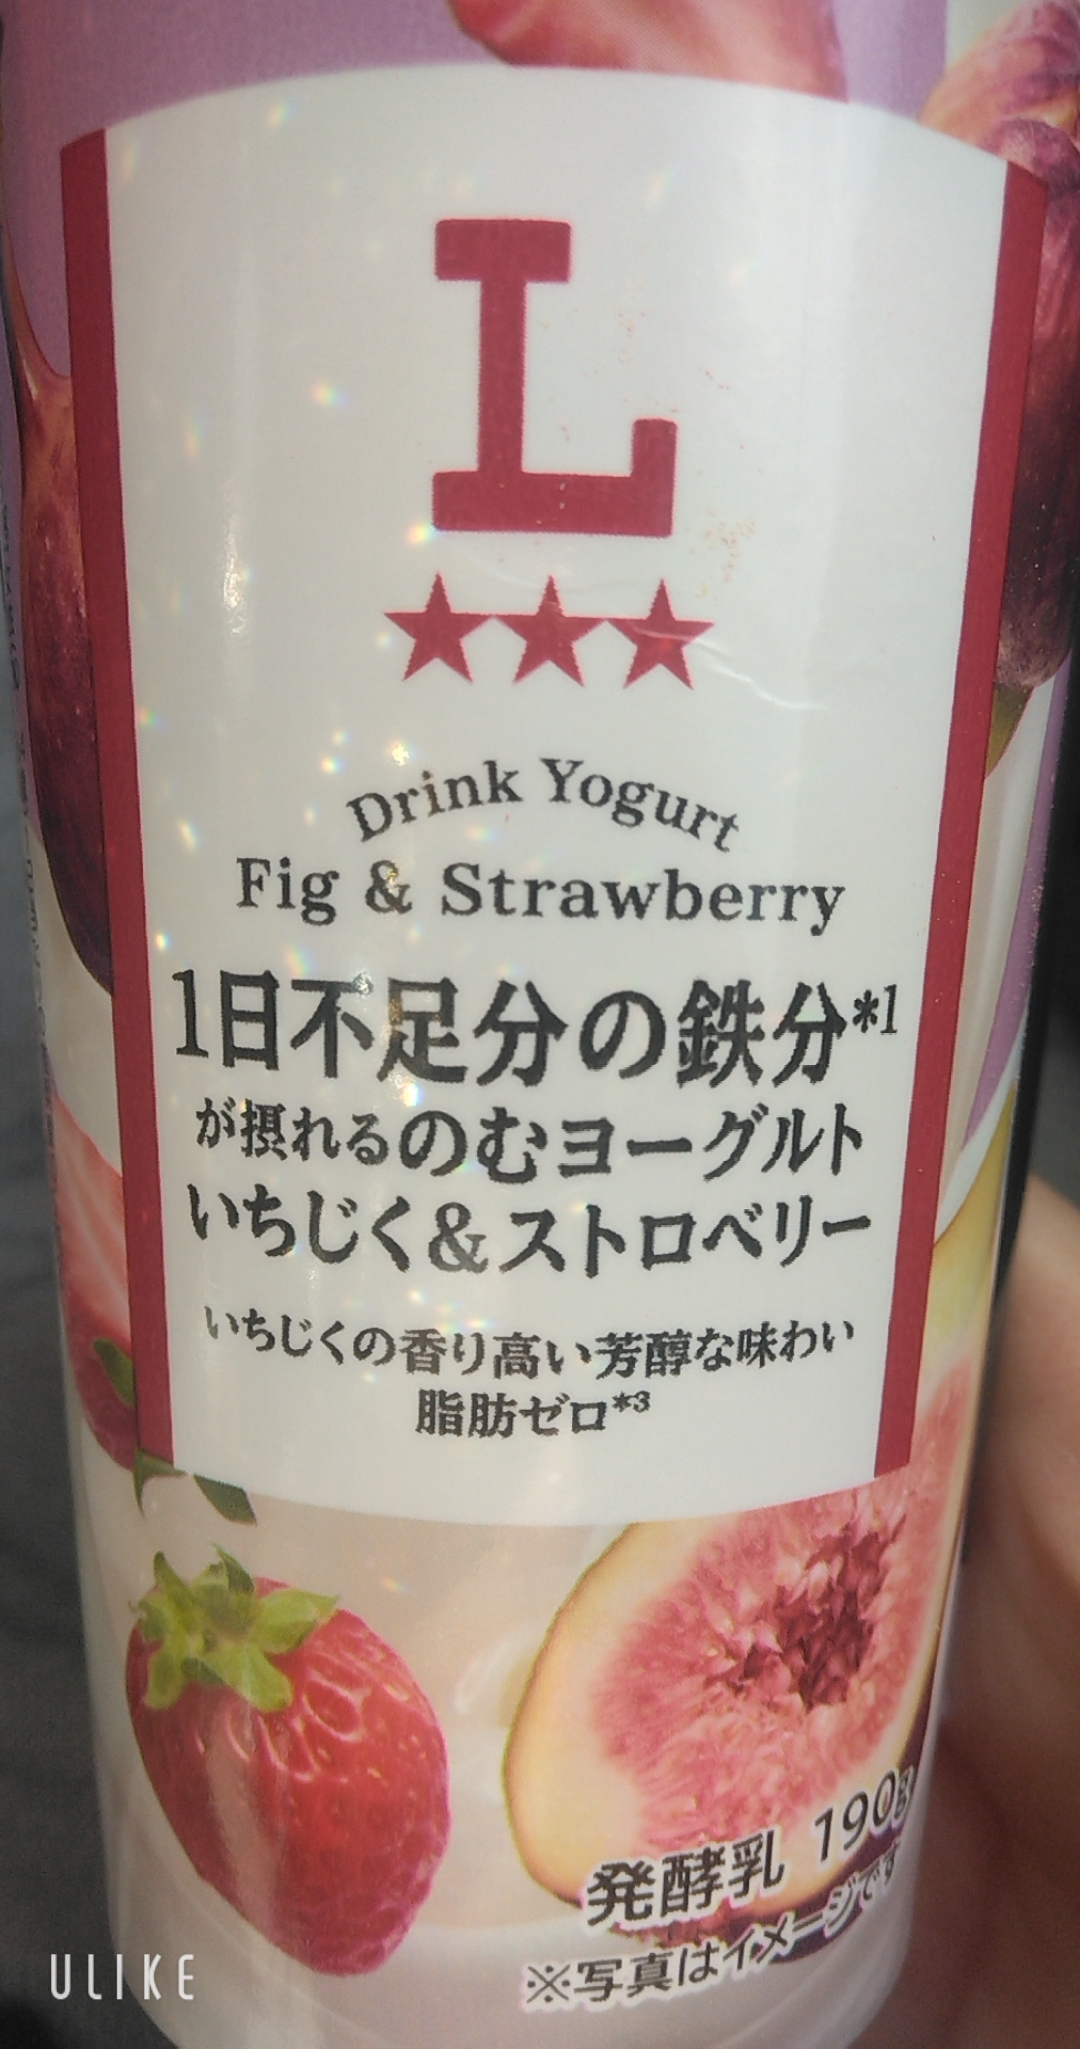 L
★★★
Drink Yogurt
Fig & Strawberry
1日不足分の鉄分*1
が摂れるのむヨーグルト
いちじく&ストロベリー
いちじくの香り高い芳醇な味わい
脂肪ゼロ*3
発酵乳 190g
※写真はイメージです
ULIKE